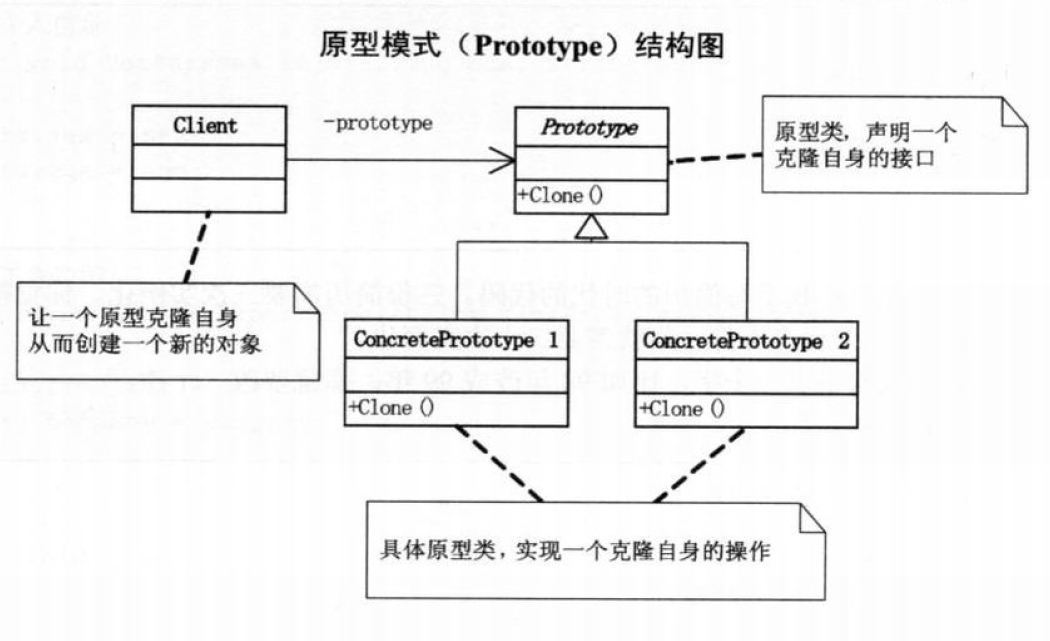 原型模式（Prototype）结构图
Client
-prototype
Prototype
+Clone()
原型类，声明一个
克隆自身的接口
让一个原型克隆自身
从而创建一个新的对象
ConcretePrototype 1
+Clone()
ConcretePrototype 2
+Clone()
具体原型类，实现一个克隆自身的操作